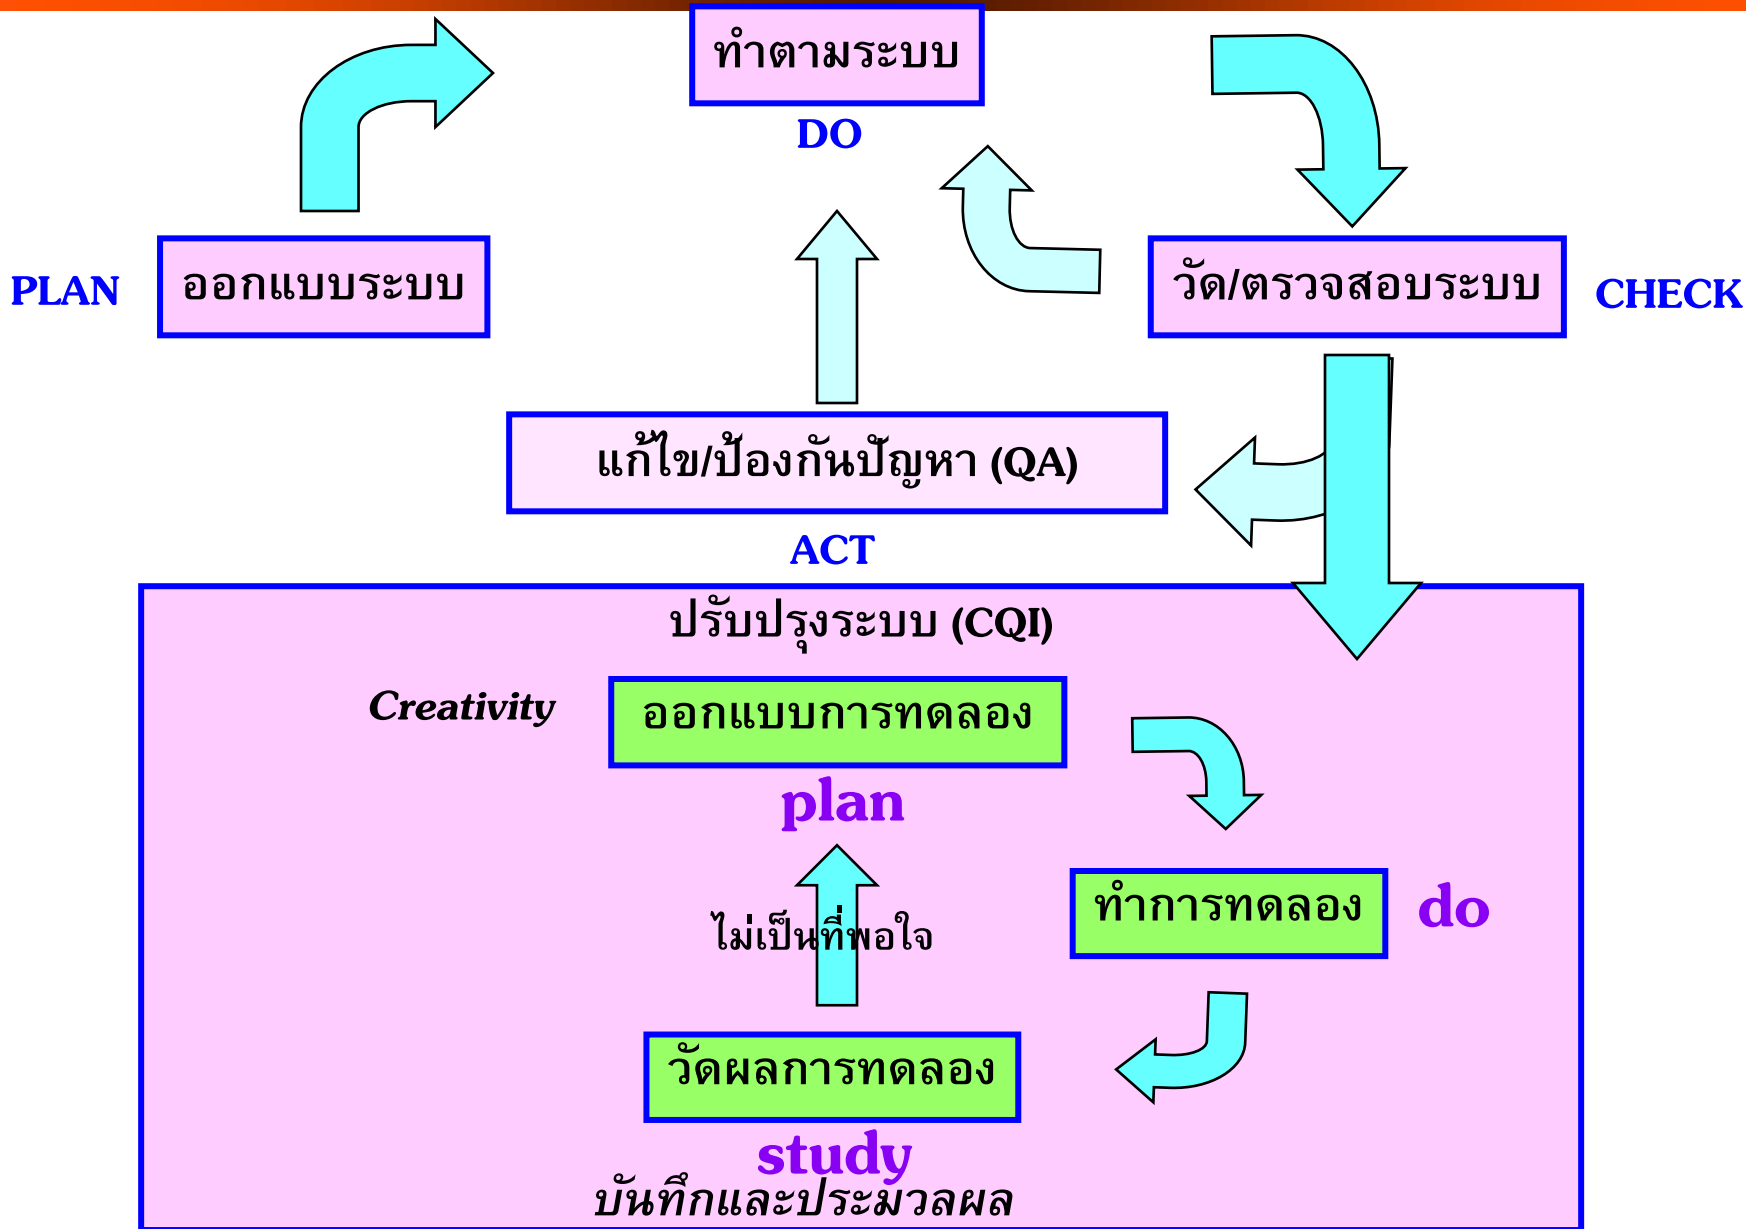 ทำตามระบบ
DO
PLAN
ออกแบบระบบ
วัด/ตรวจสอบระบบ
CHECK
แก้ไข/ป้องกันปัญหา (QA)
ACT
ปรับปรุงระบบ (CQI)
Creativity
ออกแบบการทดลอง
plan
ทำการทดลอง
do
ไม่เป็นที่พอใจ
วัดผลการทดลอง
study
บันทึกและประมวลผล